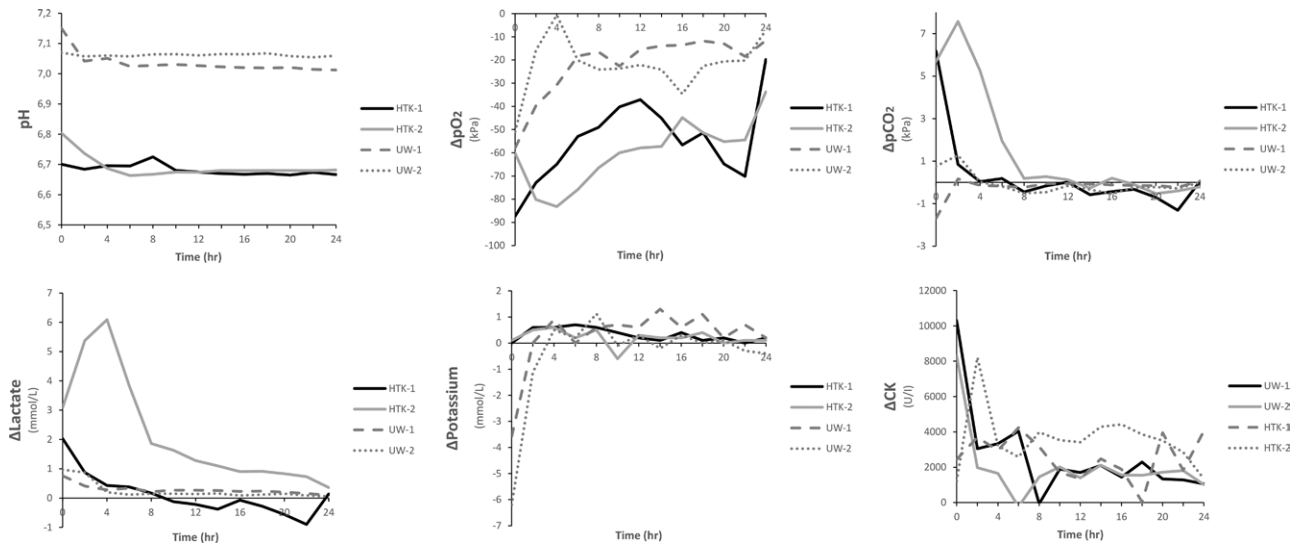 7,2
7,1
7,0
6,9
6,8
6,7
6,6
6,5
pH
0 4 8 12 16 20 24
Time (hr)
HTK-1
HTK-2
UW-1
UW-2
0
-10
-20
-30
-40
-50
-60
-70
-80
-90
-100
ΔpO2
(kPa)
0 4 8 12 16 20 24
Time (hr)
HTK-1
HTK-2
UW-1
UW-2
7
5
3
1
-1
-3
ΔpCO2
(kPa)
0 4 8 12 16 20 24
Time (hr)
HTK-1
HTK-2
UW-1
UW-2
7
6
5
4
3
2
1
0
-1
ΔLactate
(mmol/L)
0 4 8 12 16 20 24
Time (hr)
HTK-1
HTK-2
UW-1
UW-2
2
1
0
-1
-2
-3
-4
-5
-6
-7
ΔPotassium
(mmol/L)
0 4 8 12 16 20 24
Time (hr)
HTK-1
HTK-2
UW-1
UW-2
12000
10000
8000
6000
4000
2000
0
ΔCK
(U/l)
0 4 8 12 16 20 24
Time (hr)
UW-1
UW-2
HTK-1
HTK-2